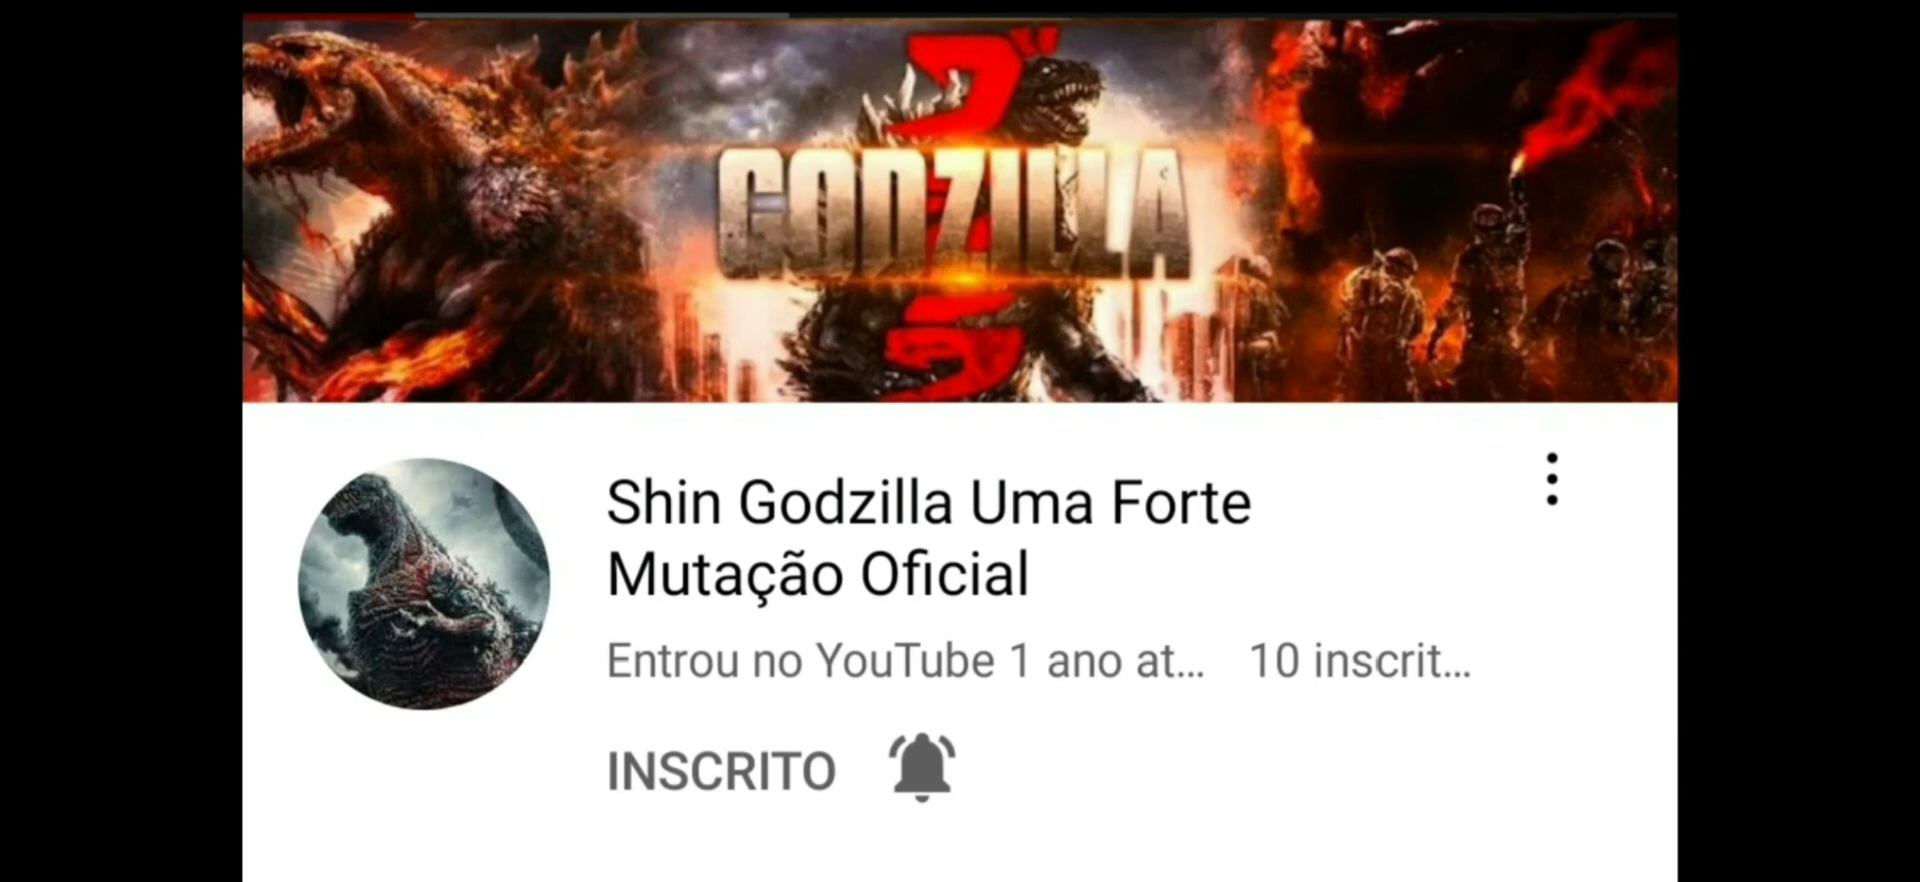 GODZILLA
Shin Godzilla Uma Forte
Mutação Oficial
Entrou no YouTube 1 ano at... 10 inscrit...
INSCRITO